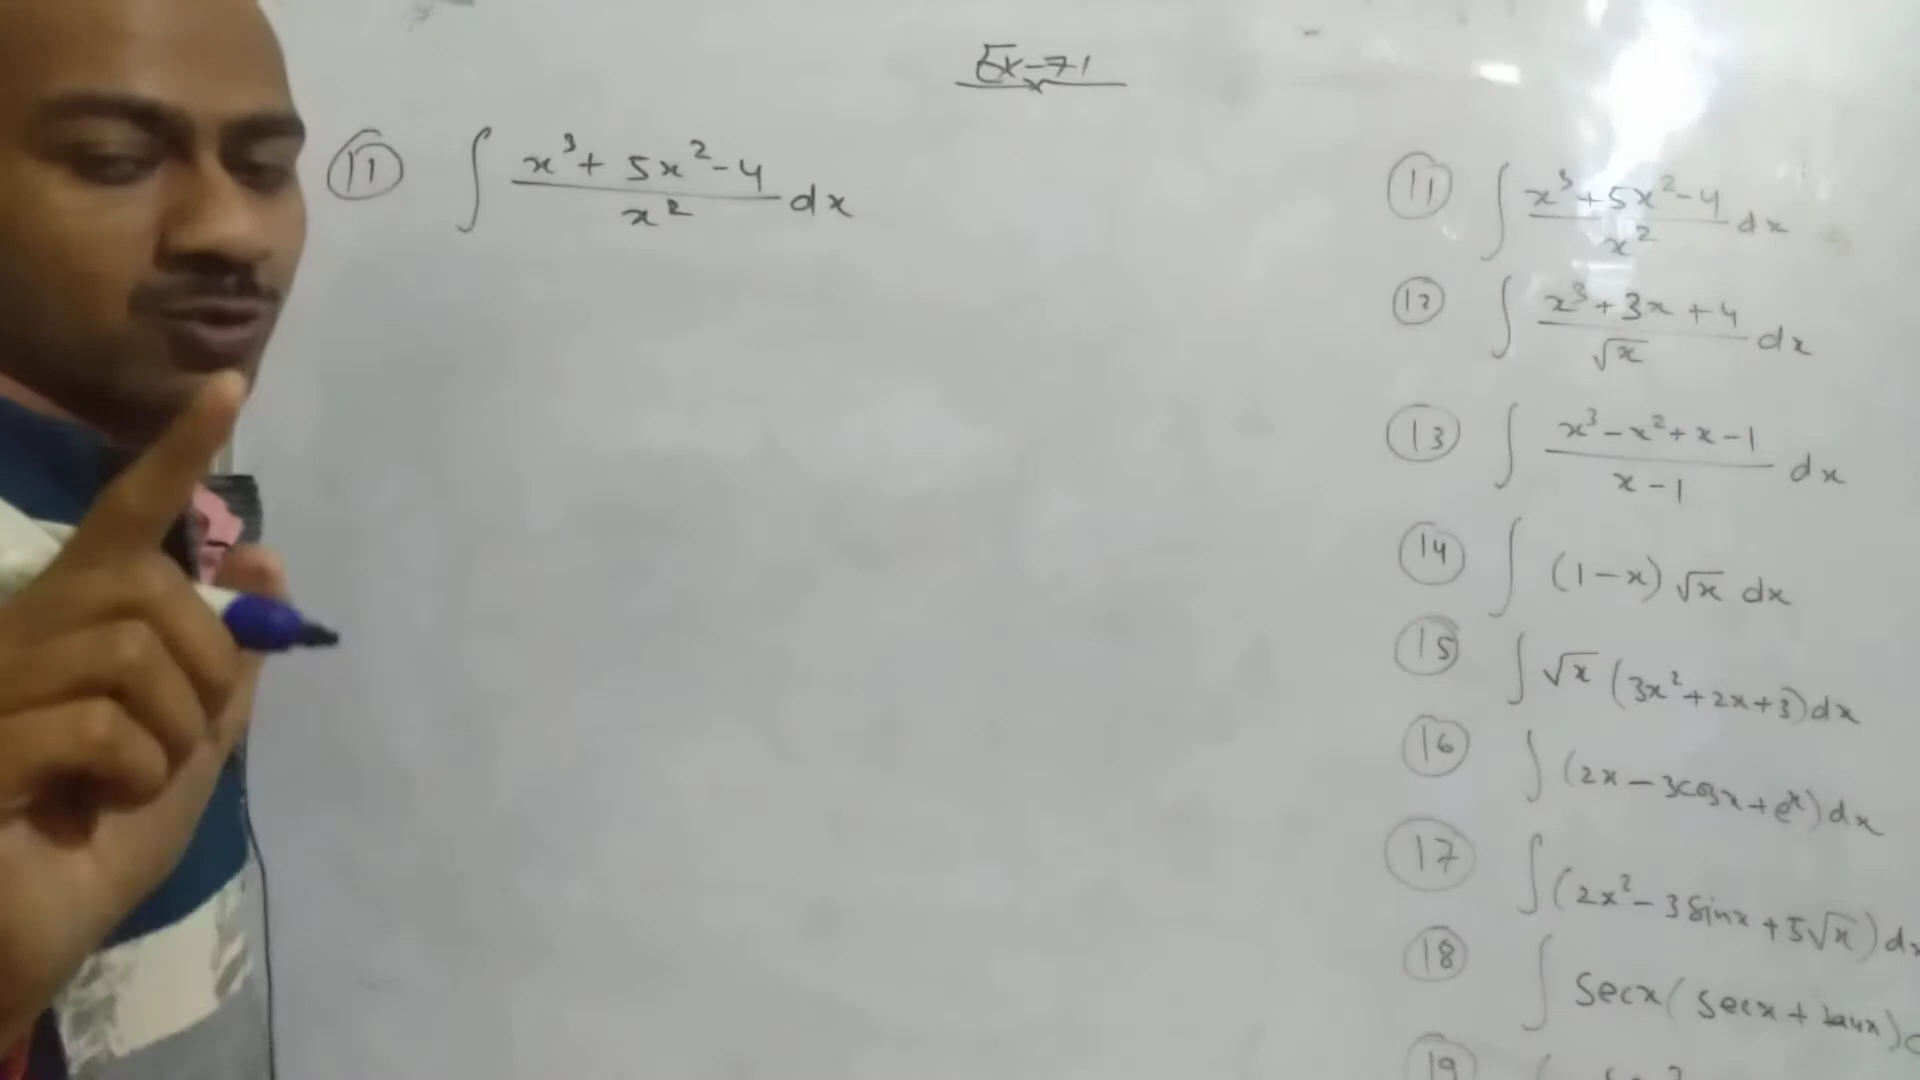 Ex-7.1
(11) ∫ (x³ + 5x² - 4)/x² dx
(11) ∫ (x³ + 5x² - 4)/x² dx
(12) ∫ (x³ + 3x + 4)/√x dx
(13) ∫ (x³ - x² + x - 1)/(x - 1) dx
(14) ∫ (1 - x) √x dx
(15) ∫ √x (3x² + 2x + 3) dx
(16) ∫ (2x - 3cosx + eˣ) dx
(17) ∫ (2x² - 3 sinx + 5√x) dx
(18) ∫ secx (secx + tanx)
(19) ∫